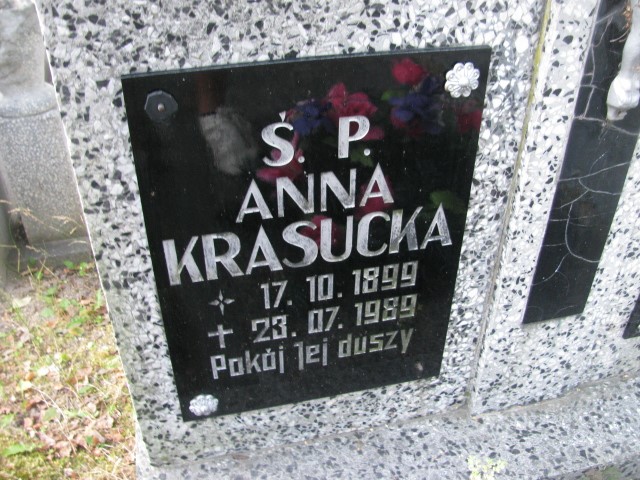 Ś. P.
ANNA
KRASUCKA
✧ 17. 10. 1899
✝ 23. 07. 1989
Pokój Jej duszy